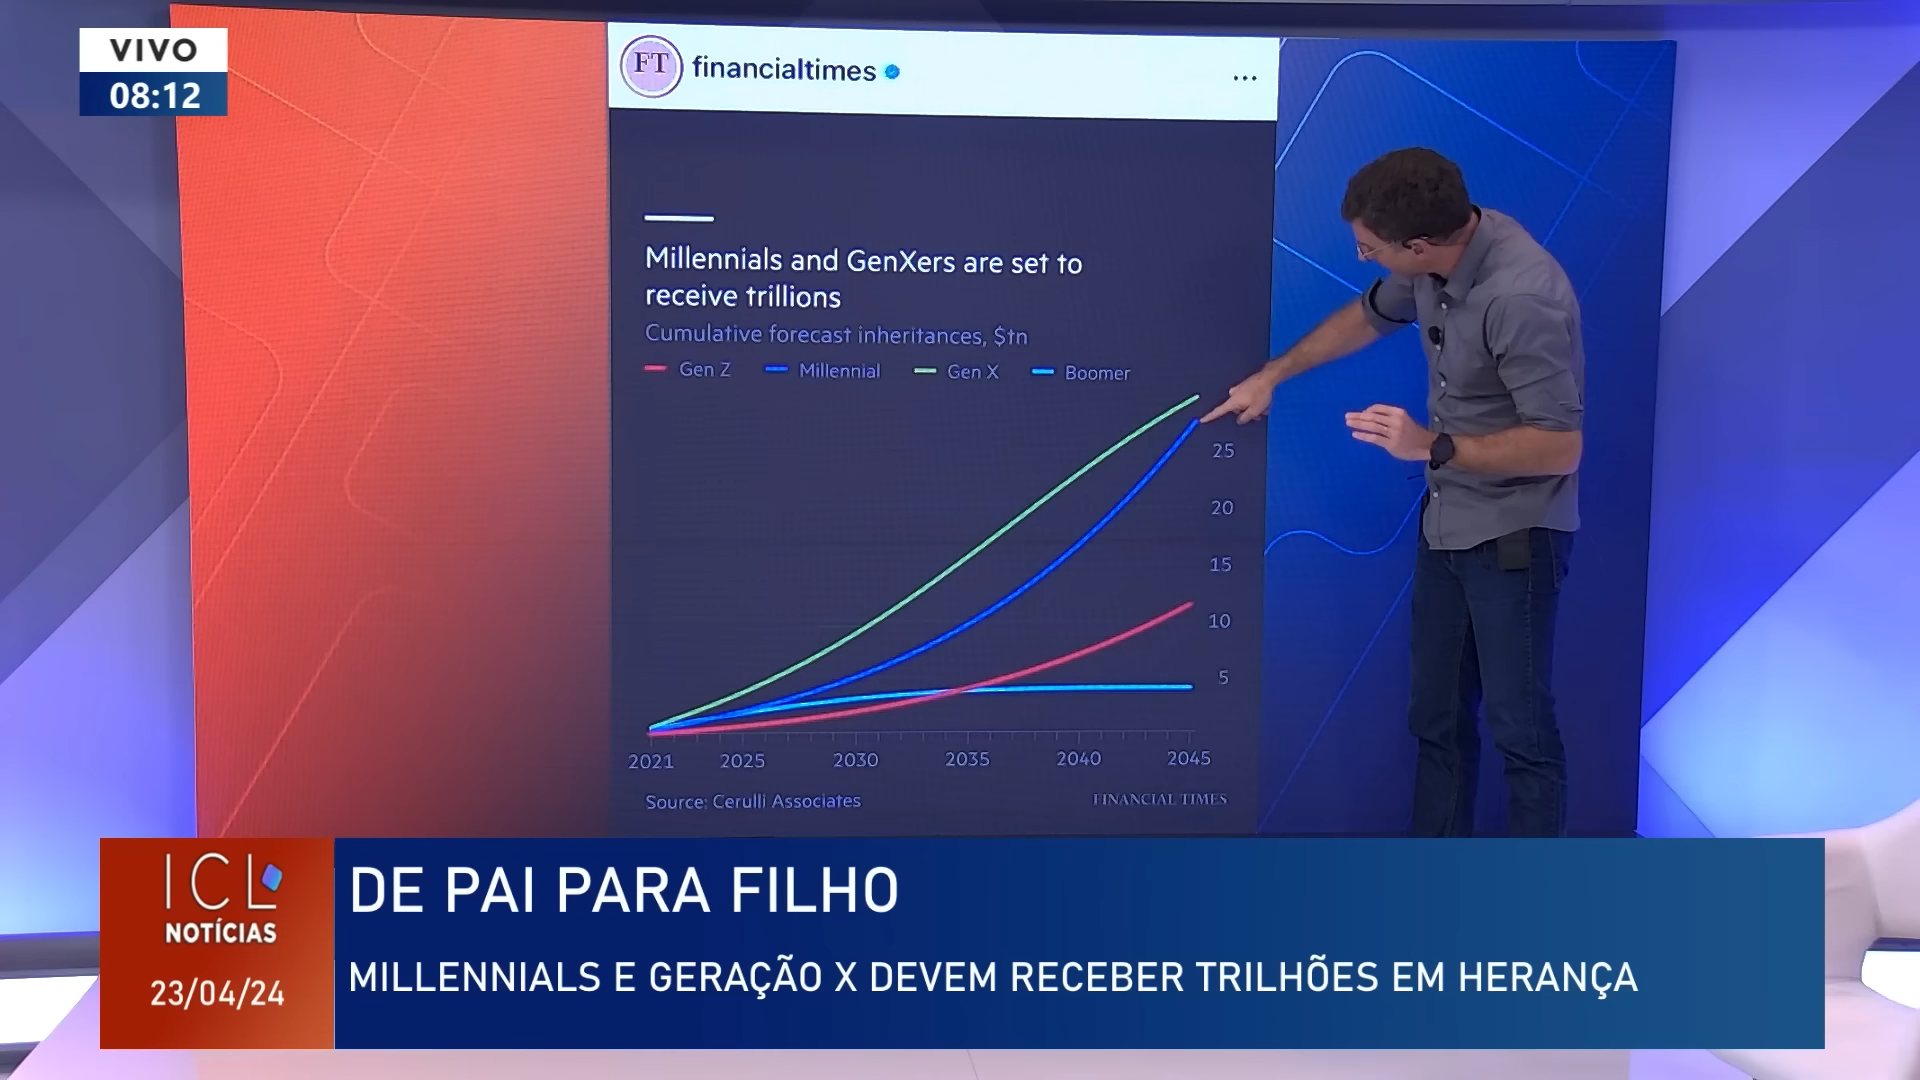 VIVO
08:12
FT
financialtimes
...
Millennials and GenXers are set to
receive trillions
Cumulative forecast inheritances, $tn
Gen Z Millennial Gen X Boomer
25
20
15
10
5
2021 2025 2030 2035 2040 2045
Source: Cerulli Associates FINANCIAL TIMES
ICL
NOTÍCIAS
23/04/24
DE PAI PARA FILHO
MILLENNIALS E GERAÇÃO X DEVEM RECEBER TRILHÕES EM HERANÇA